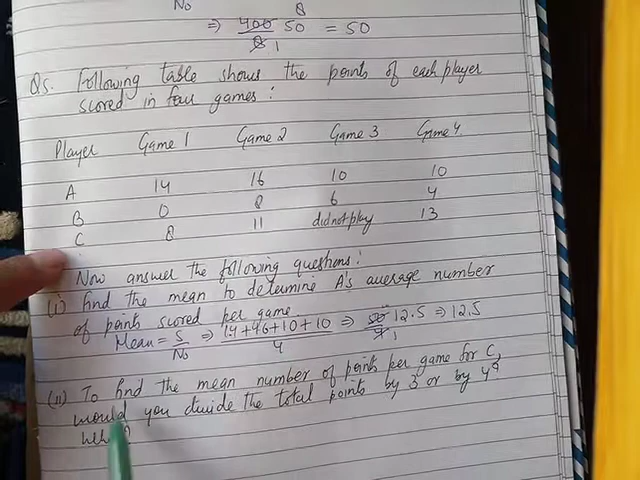 No 8
⇒ 400 50 = 50
8 1
Q5. Following table shows the points of each player
scored in four games:
Player Game 1 Game 2 Game 3 Game 4
A 14 16 10 10
B 0 8 6 4
C 8 11 did not play 13
Now answer the following questions:
(i) find the mean to determine A's average number
of points scored per game.
Mean = S/No ⇒ 14+16+10+10/4 ⇒ 50 12.5/4 1 ⇒ 12.5
(ii) To find the mean number of points per game for C,
would you divide the total points by 3 or by 4?